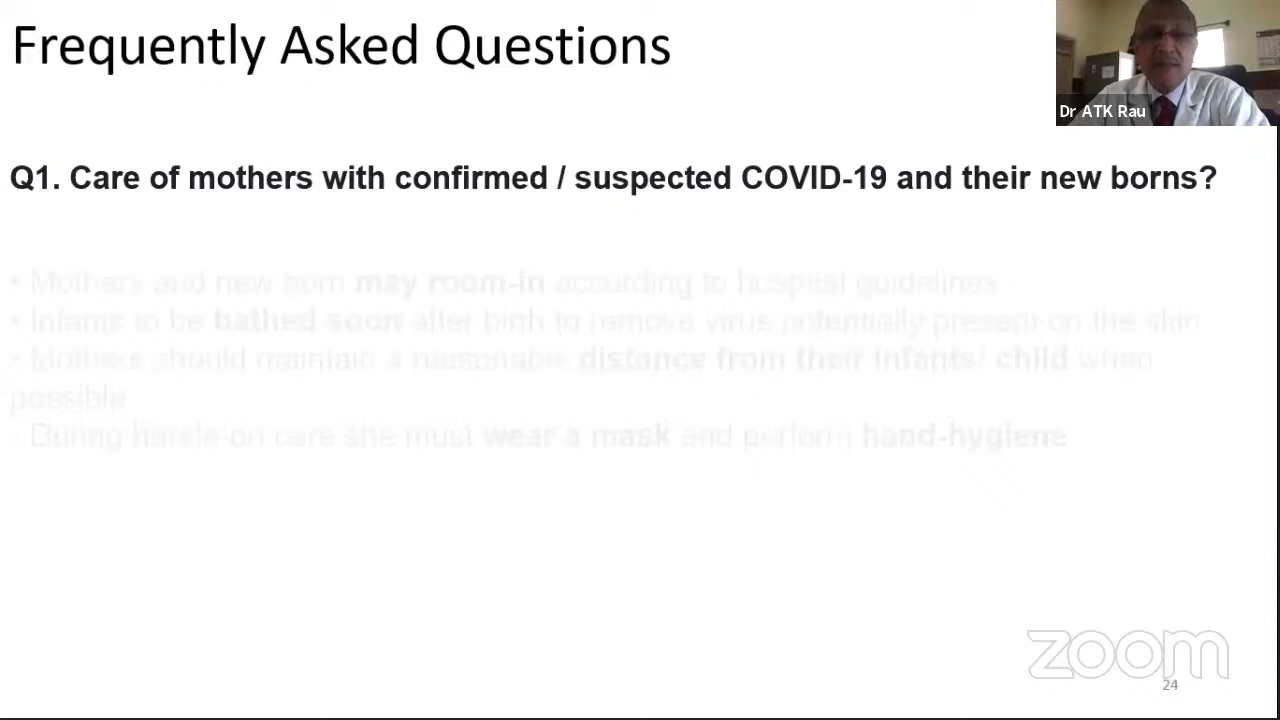 Frequently Asked Questions
Dr ATK Rau
Q1. Care of mothers with confirmed / suspected COVID-19 and their new borns?
• Mothers and new born may room-in according to hospital guidelines
• Infants to be bathed soon after birth to remove virus potentially present on the skin
• Mothers should maintain a reasonable distance from their infants/ child when
possible
• During hands-on care she must wear a mask and perform hand-hygiene
zoom
24